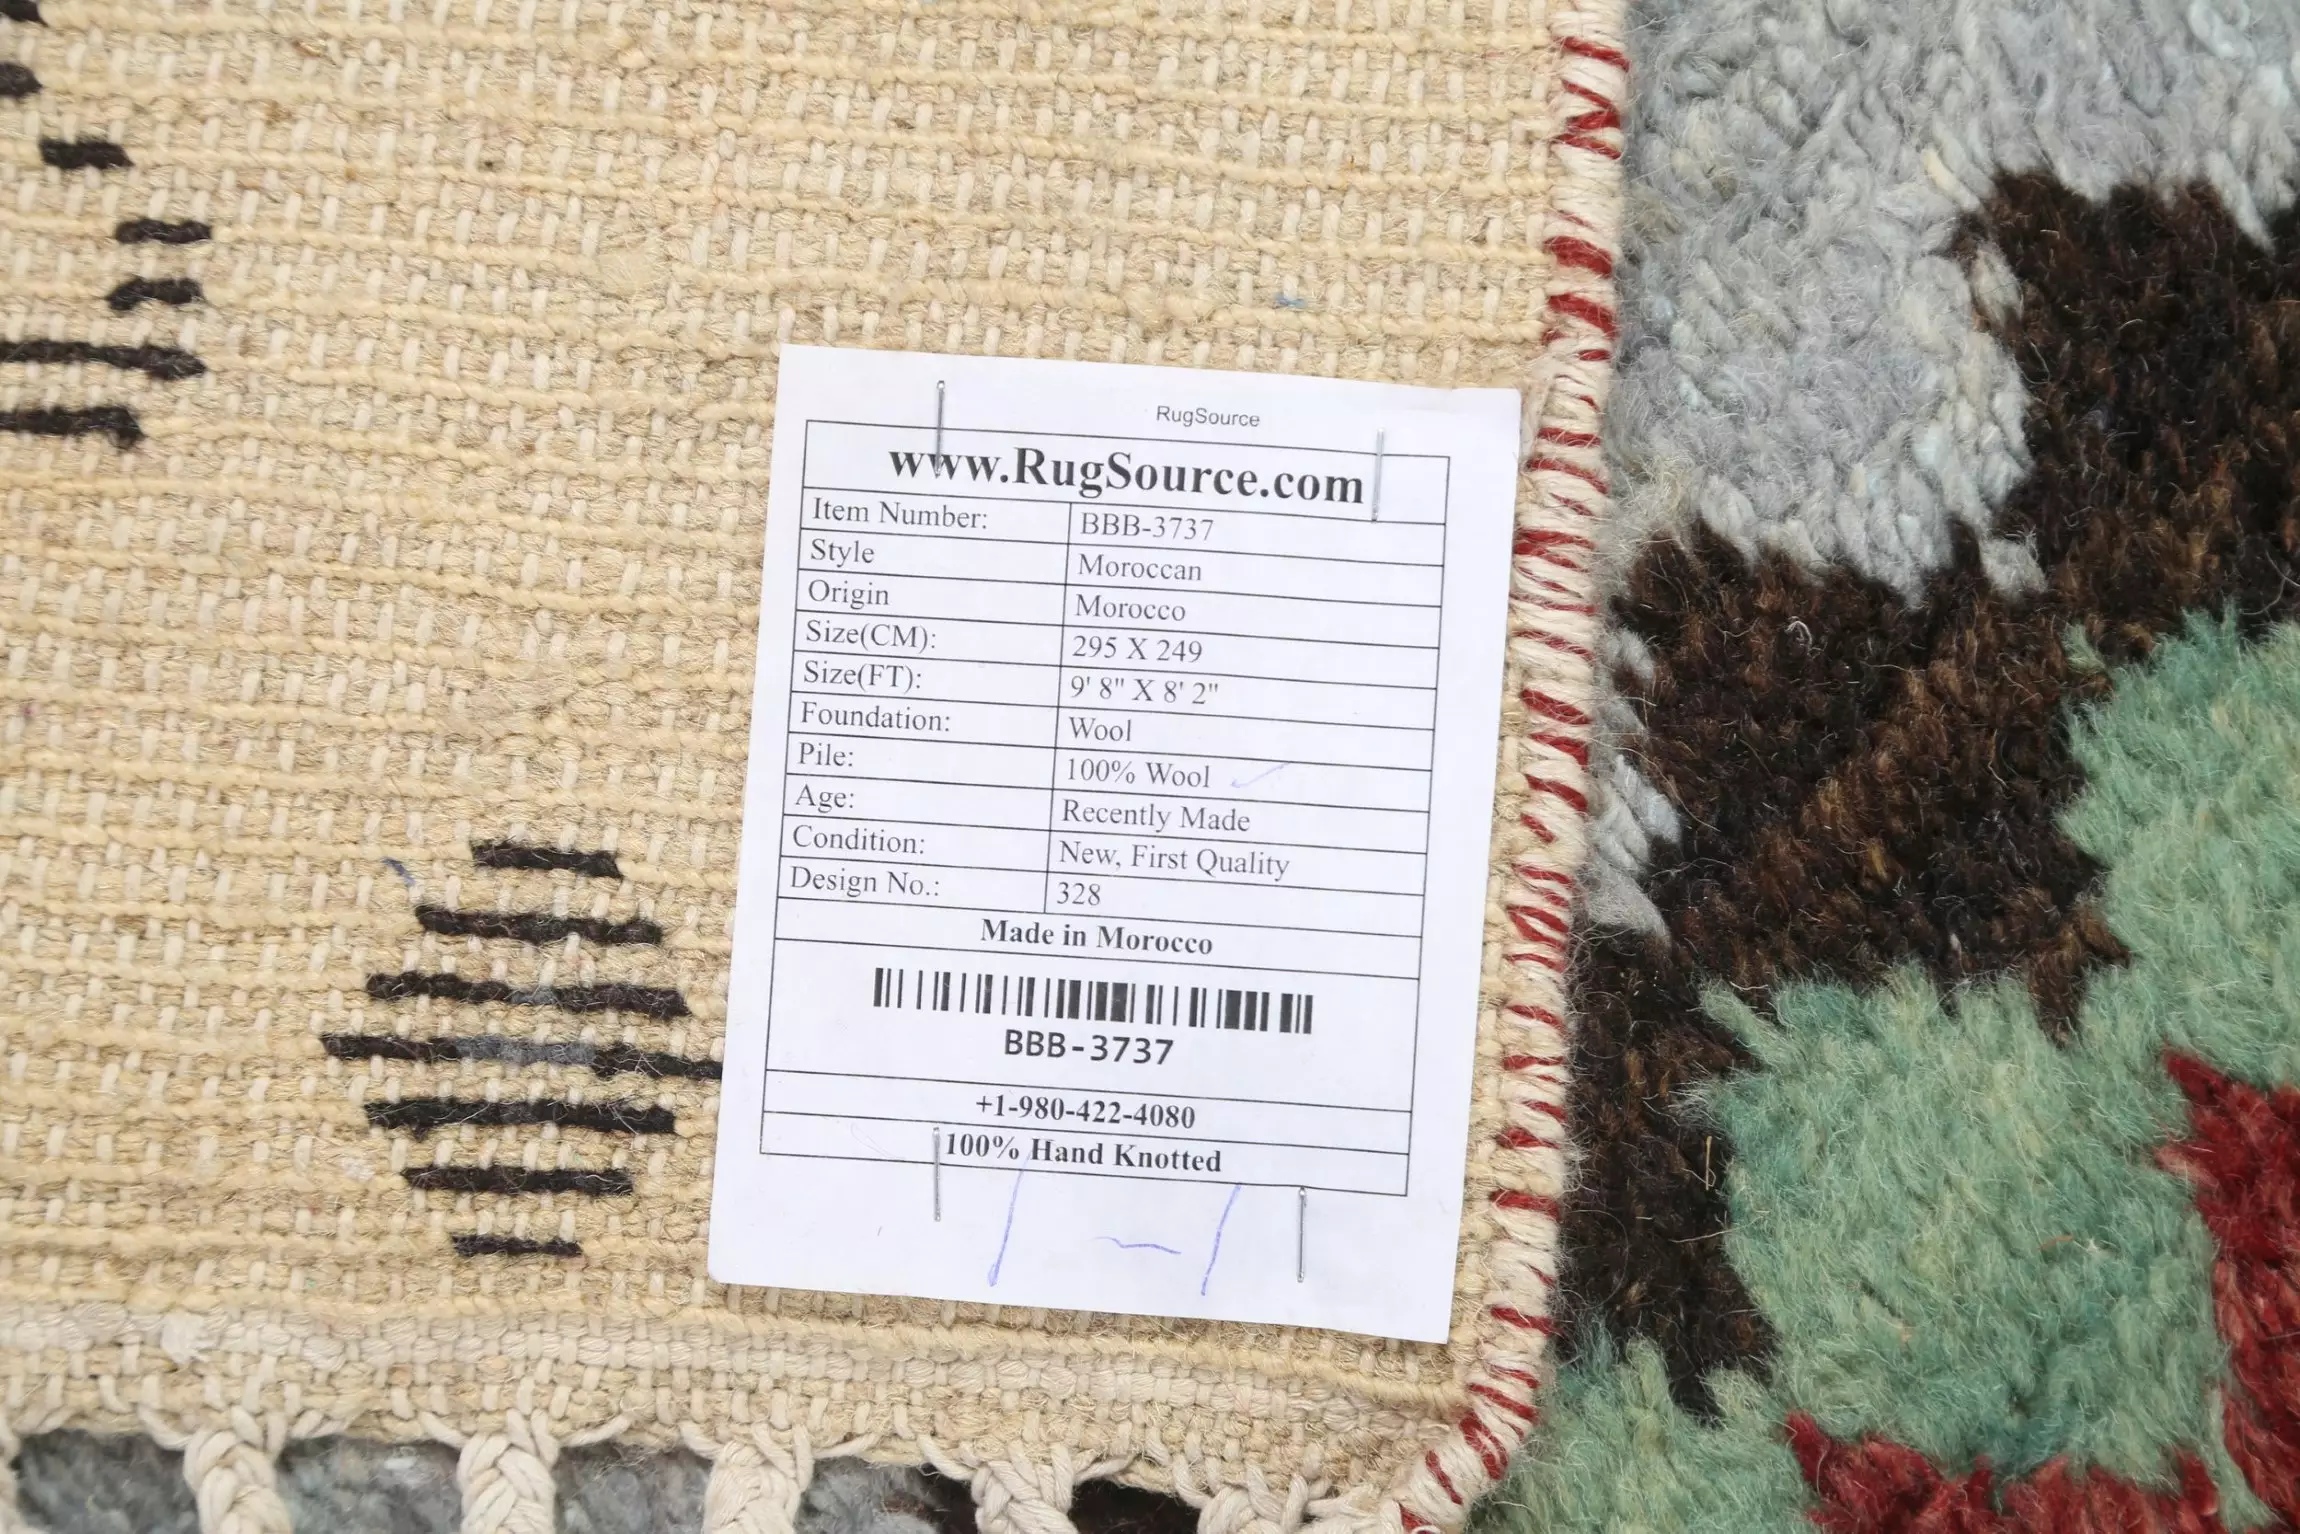 RugSource
www.RugSource.com
Item Number: BBB-3737
Style Moroccan
Origin Morocco
Size(CM): 295 X 249
Size(FT): 9' 8" X 8' 2"
Foundation: Wool
Pile: 100% Wool
Age: Recently Made
Condition: New, First Quality
Design No.: 328
Made in Morocco
BBB-3737
+1-980-422-4080
100% Hand Knotted